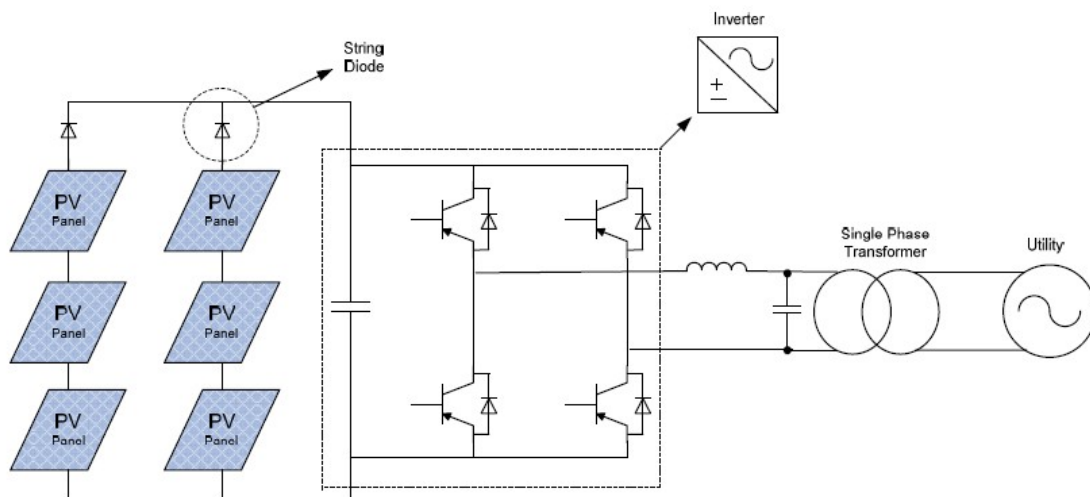 Inverter
+
−
String
Diode
PV
Panel
PV
Panel
PV
Panel
PV
Panel
PV
Panel
PV
Panel
Single Phase
Transformer
Utility